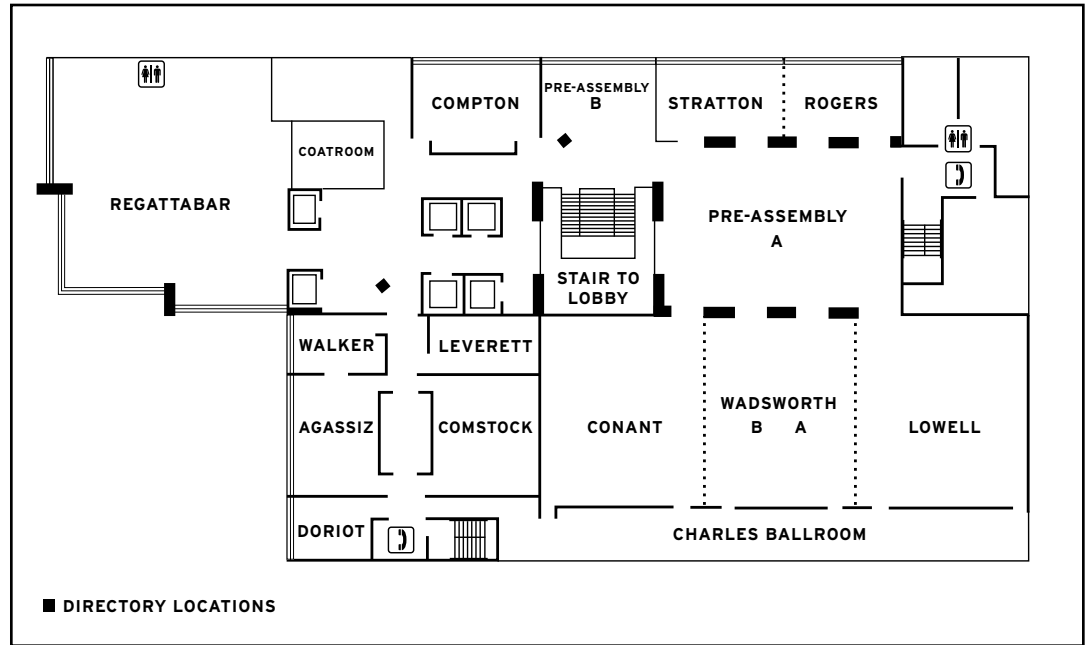 COMPTON
PRE-ASSEMBLY
B
STRATTON
ROGERS
COATROOM
REGATTABAR
PRE-ASSEMBLY
A
STAIR TO
LOBBY
WALKER
LEVERETT
AGASSIZ
COMSTOCK
CONANT
WADSWORTH
B A
LOWELL
DORIOT
CHARLES BALLROOM
DIRECTORY LOCATIONS